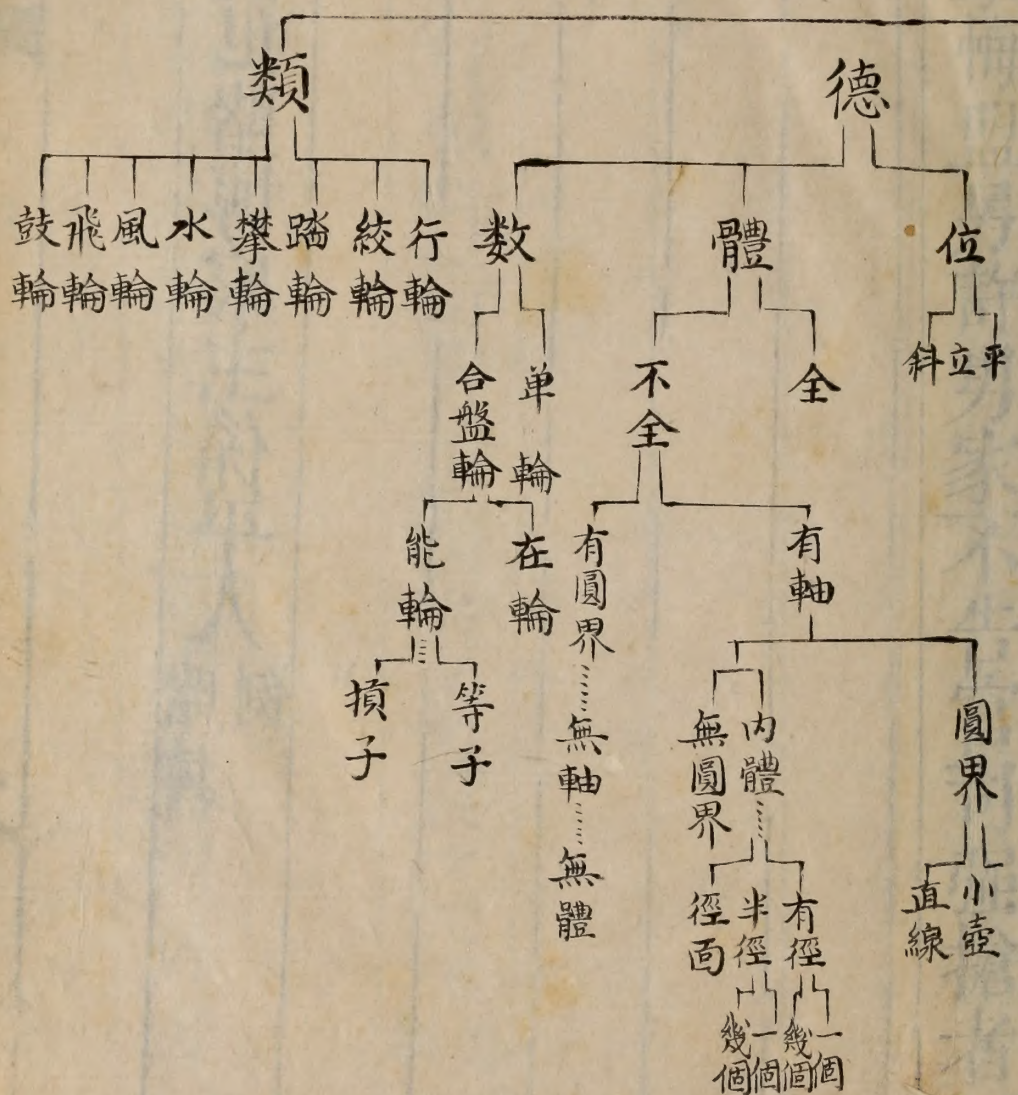 德
位
平
立
斜
體
全
不全
有軸
圓界
小壺
直線
内體
有徑
一個
幾個
半徑
一個
幾個
徑面
無圓界
有圓界
無軸
無體
数
单輪
合盤輪
在輪
能輪
等子
類
行輪
絞輪
踏輪
攀輪
水輪
風輪
飛輪
鼓輪